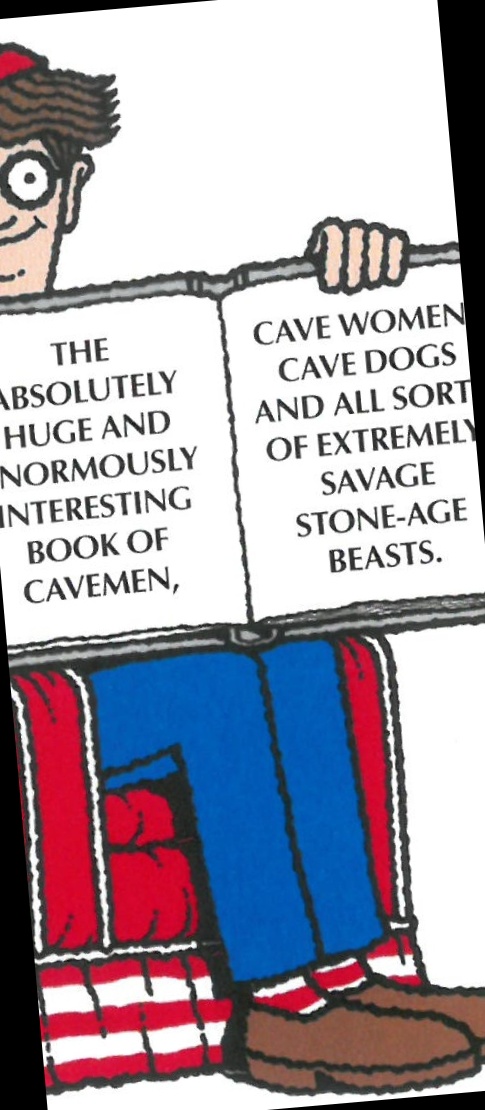 THE
ABSOLUTELY
HUGE AND
NORMOUSLY
INTERESTING
BOOK OF
CAVEMEN,
CAVE WOMEN
CAVE DOGS
AND ALL SORT
OF EXTREMELY
SAVAGE
STONE-AGE
BEASTS.